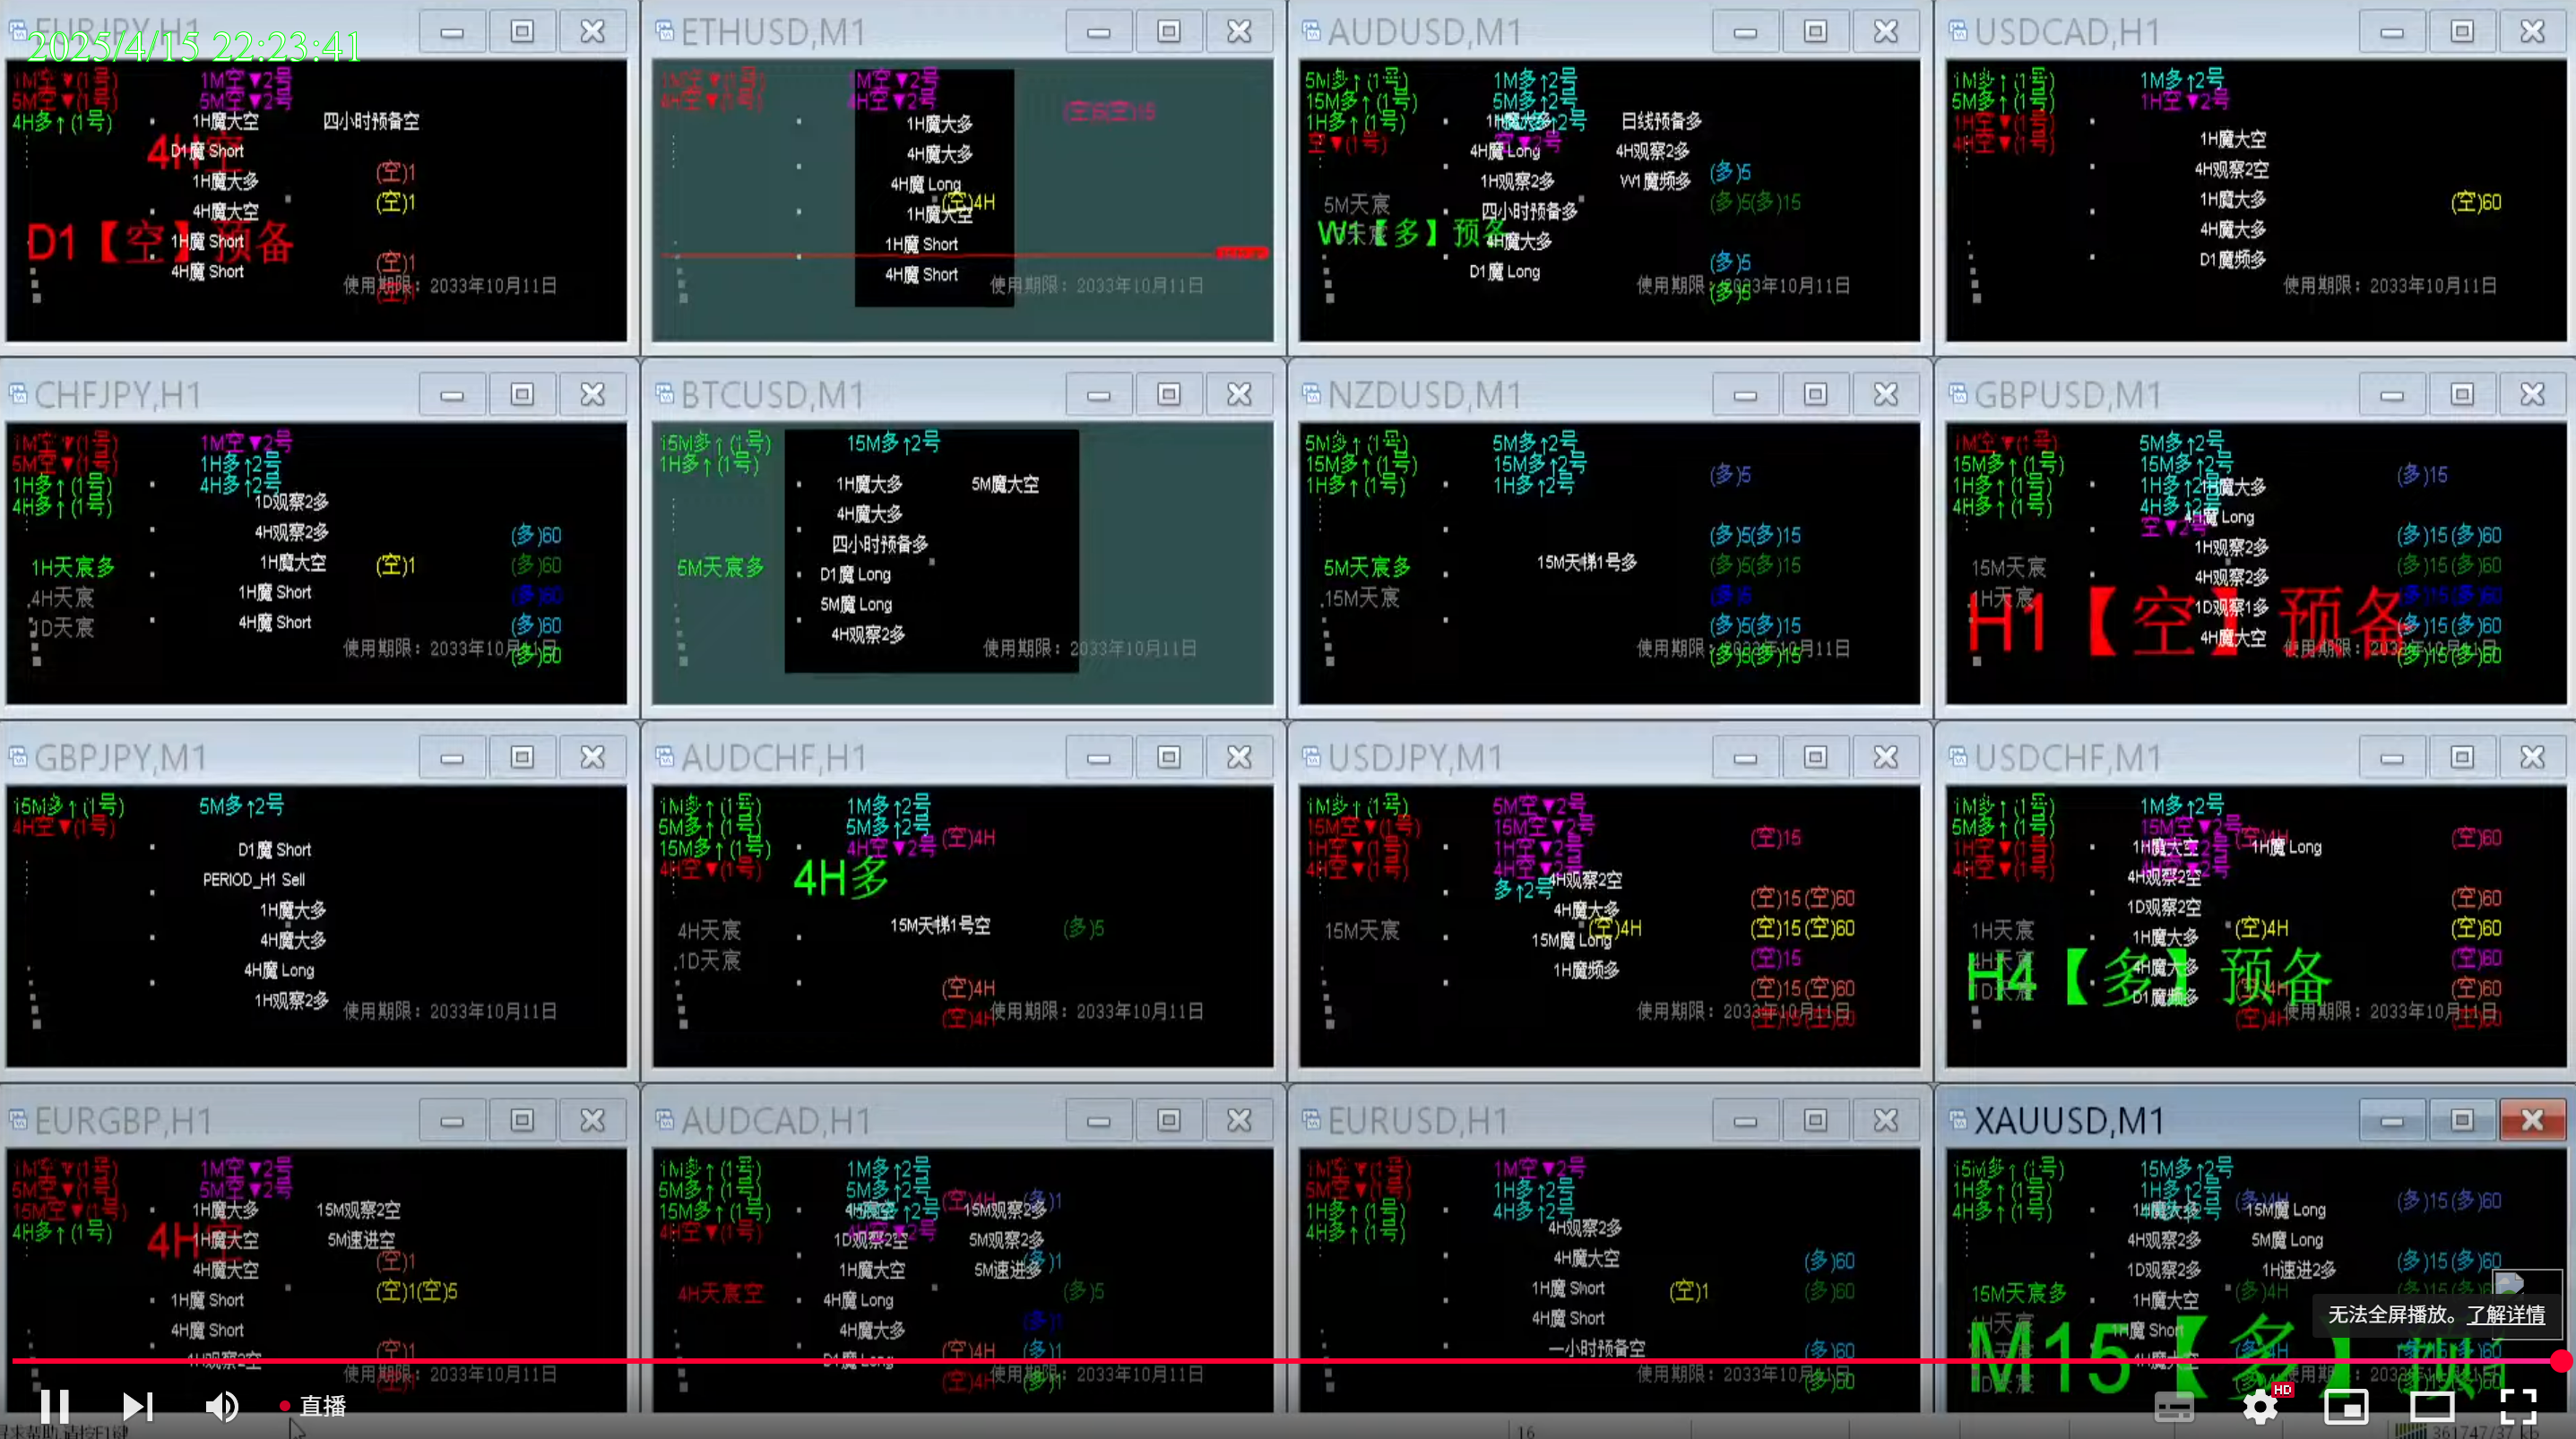 2025/4/15 22:23:41
EURJPY,H1
1M空▼(1号)
1M空▼2号
5M空▼(1号)
5M空▼2号
4H多↑(1号)
1H魔大空
四小时预备空
D1魔 Short
(空)1
1H魔大多
(空)1
4H魔大空
D1【空】预备
1H魔 Short
(空)1
4H魔 Short
使用期限：2033年10月11日
ETHUSD,M1
1M空▼(1号)
1M空▼2号
4H空▼(1号)
4H空▼2号
1H魔大多
4H魔大多
4H魔 Long
(空)4H
1H魔大空
1H魔 Short
4H魔 Short
使用期限：2033年10月11日
AUDUSD,M1
5M多↑(1号)
1M多↑2号
15M多↑(1号)
5M多↑2号
1H多↑(1号)
日线预备多
空▼(1号)
4H魔 Long
4H观察2多
(多)5
1H观察2多
W1魔频多
5M天宸
四小时预备多
(多)5(多)15
W1【多】预备
4H魔大多
D1魔 Long
(多)5
(多)5
使用期限：2033年10月11日
USDCAD,H1
1M多↑(1号)
1M多↑2号
5M多↑(1号)
1H空▼2号
1H空▼(1号)
4H空▼(1号)
1H魔大空
4H观察2空
1H魔大多
(空)60
4H魔大多
D1魔频多
使用期限：2033年10月11日
CHFJPY,H1
1M空▼(1号)
1M空▼2号
5M空▼(1号)
1H多↑2号
1H多↑(1号)
4H多↑2号
4H多↑(1号)
1D观察2多
4H观察2多
(多)60
1H天宸多
1H魔大空
(空)1
(多)60
4H天宸
1H魔 Short
(多)60
1D天宸
4H魔 Short
(多)60
(多)60
使用期限：2033年10月11日
BTCUSD,M1
15M多↑(1号)
15M多↑2号
1H多↑(1号)
1H魔大多
5M魔大空
4H魔大多
四小时预备多
5M天宸多
D1魔 Long
5M魔 Long
4H观察2多
使用期限：2033年10月11日
NZDUSD,M1
5M多↑(1号)
5M多↑2号
15M多↑(1号)
15M多↑2号
1H多↑(1号)
1H多↑2号
(多)5
(多)5(多)15
5M天宸多
15M天梯1号多
(多)5(多)15
15M天宸
(多)5
(多)5(多)15
(多)5(多)15
使用期限：2033年10月11日
GBPUSD,M1
1M空▼(1号)
5M多↑2号
15M多↑(1号)
15M多↑2号
1H多↑(1号)
1H多↑2号
4H多↑(1号)
4H多↑2号
空▼2号
1H魔大多
(多)15
4H魔 Long
1H观察2多
(多)15(多)60
15M天宸
4H观察2多
(多)15(多)60
1H天宸
1D观察1多
(多)15(多)60
H1【空】预备
4H魔大空
(多)15(多)60
(多)15(多)60
使用期限：2033年10月11日
GBPJPY,M1
15M多↑(1号)
5M多↑2号
4H空▼(1号)
D1魔 Short
PERIOD_H1 Sell
1H魔大多
4H魔大多
4H魔 Long
1H观察2多
使用期限：2033年10月11日
AUDCHF,H1
1M多↑(1号)
1M多↑2号
5M多↑(1号)
5M多↑2号
15M多↑(1号)
4H空▼2号
(空)4H
4H空▼(1号)
4H多
4H天宸
15M天梯1号空
(多)5
1D天宸
(空)4H
(空)4H
使用期限：2033年10月11日
USDJPY,M1
1M多↑(1号)
5M空▼2号
15M空▼(1号)
15M空▼2号
1H空▼(1号)
1H空▼2号
4H空▼(1号)
4H空▼2号
多↑2号
(空)15
4H观察2空
(空)15(空)60
4H魔大多
15M天宸
(空)4H
(空)15(空)60
15M魔 Long
(空)15
1H魔频多
(空)15(空)60
(空)15(空)60
使用期限：2033年10月11日
USDCHF,M1
1M多↑(1号)
1M多↑2号
5M多↑(1号)
15M空▼2号
1H空▼(1号)
4H空▼(1号)
(空)4H
(空)60
1H魔大空
1H魔 Long
4H观察2空
1D观察2空
(空)60
1H天宸
1H魔大多
(空)4H
(空)60
4H天宸
4H魔大多
(空)60
H4【多】预备
1D天宸
D1魔频多
(空)4H
(空)60
(空)4H
(空)60
使用期限：2033年10月11日
EURGBP,H1
1M空▼(1号)
1M空▼2号
5M空▼(1号)
5M空▼2号
15M空▼(1号)
1H魔大多
15M观察2空
4H多↑(1号)
4H空
1H魔大空
5M速进空
4H魔大空
(空)1
1H魔 Short
(空)1(空)5
4H魔 Short
4H观察2空
(空)1
使用期限：2033年10月11日
AUDCAD,H1
1M多↑(1号)
1M多↑2号
5M多↑(1号)
5M多↑2号
15M多↑(1号)
(空)4H
(多)1
15M观察2多
4H空▼(1号)
1D观察2空
5M观察2多
1H魔大空
5M速进多
(多)1
4H天宸空
4H魔 Long
(多)5
4H魔大多
(多)1
D1魔 Long
(空)4H
(多)1
(空)4H
(多)1
使用期限：2033年10月11日
EURUSD,H1
1M空▼(1号)
1M空▼2号
5M空▼(1号)
1H多↑2号
1H多↑(1号)
4H多↑2号
4H多↑(1号)
4H观察2多
4H魔大空
(多)60
1H魔 Short
(空)1
(多)60
4H魔 Short
一小时预备空
(多)60
(多)60
使用期限：2033年10月11日
XAUUSD,M1
15M多↑(1号)
15M多↑2号
1H多↑(1号)
1H多↑2号
4H多↑(1号)
(多)4H
(多)15(多)60
1H魔大多
15M魔 Long
4H观察2多
5M魔 Long
1D观察2多
1H速进2多
(多)15(多)60
15M天宸多
1H魔大空
(多)4H
4H天宸
1H魔 Short
M15【多】预
4H魔大空
1D天宸
无法全屏播放。了解详情
直播
HD
16
361747/37 kb